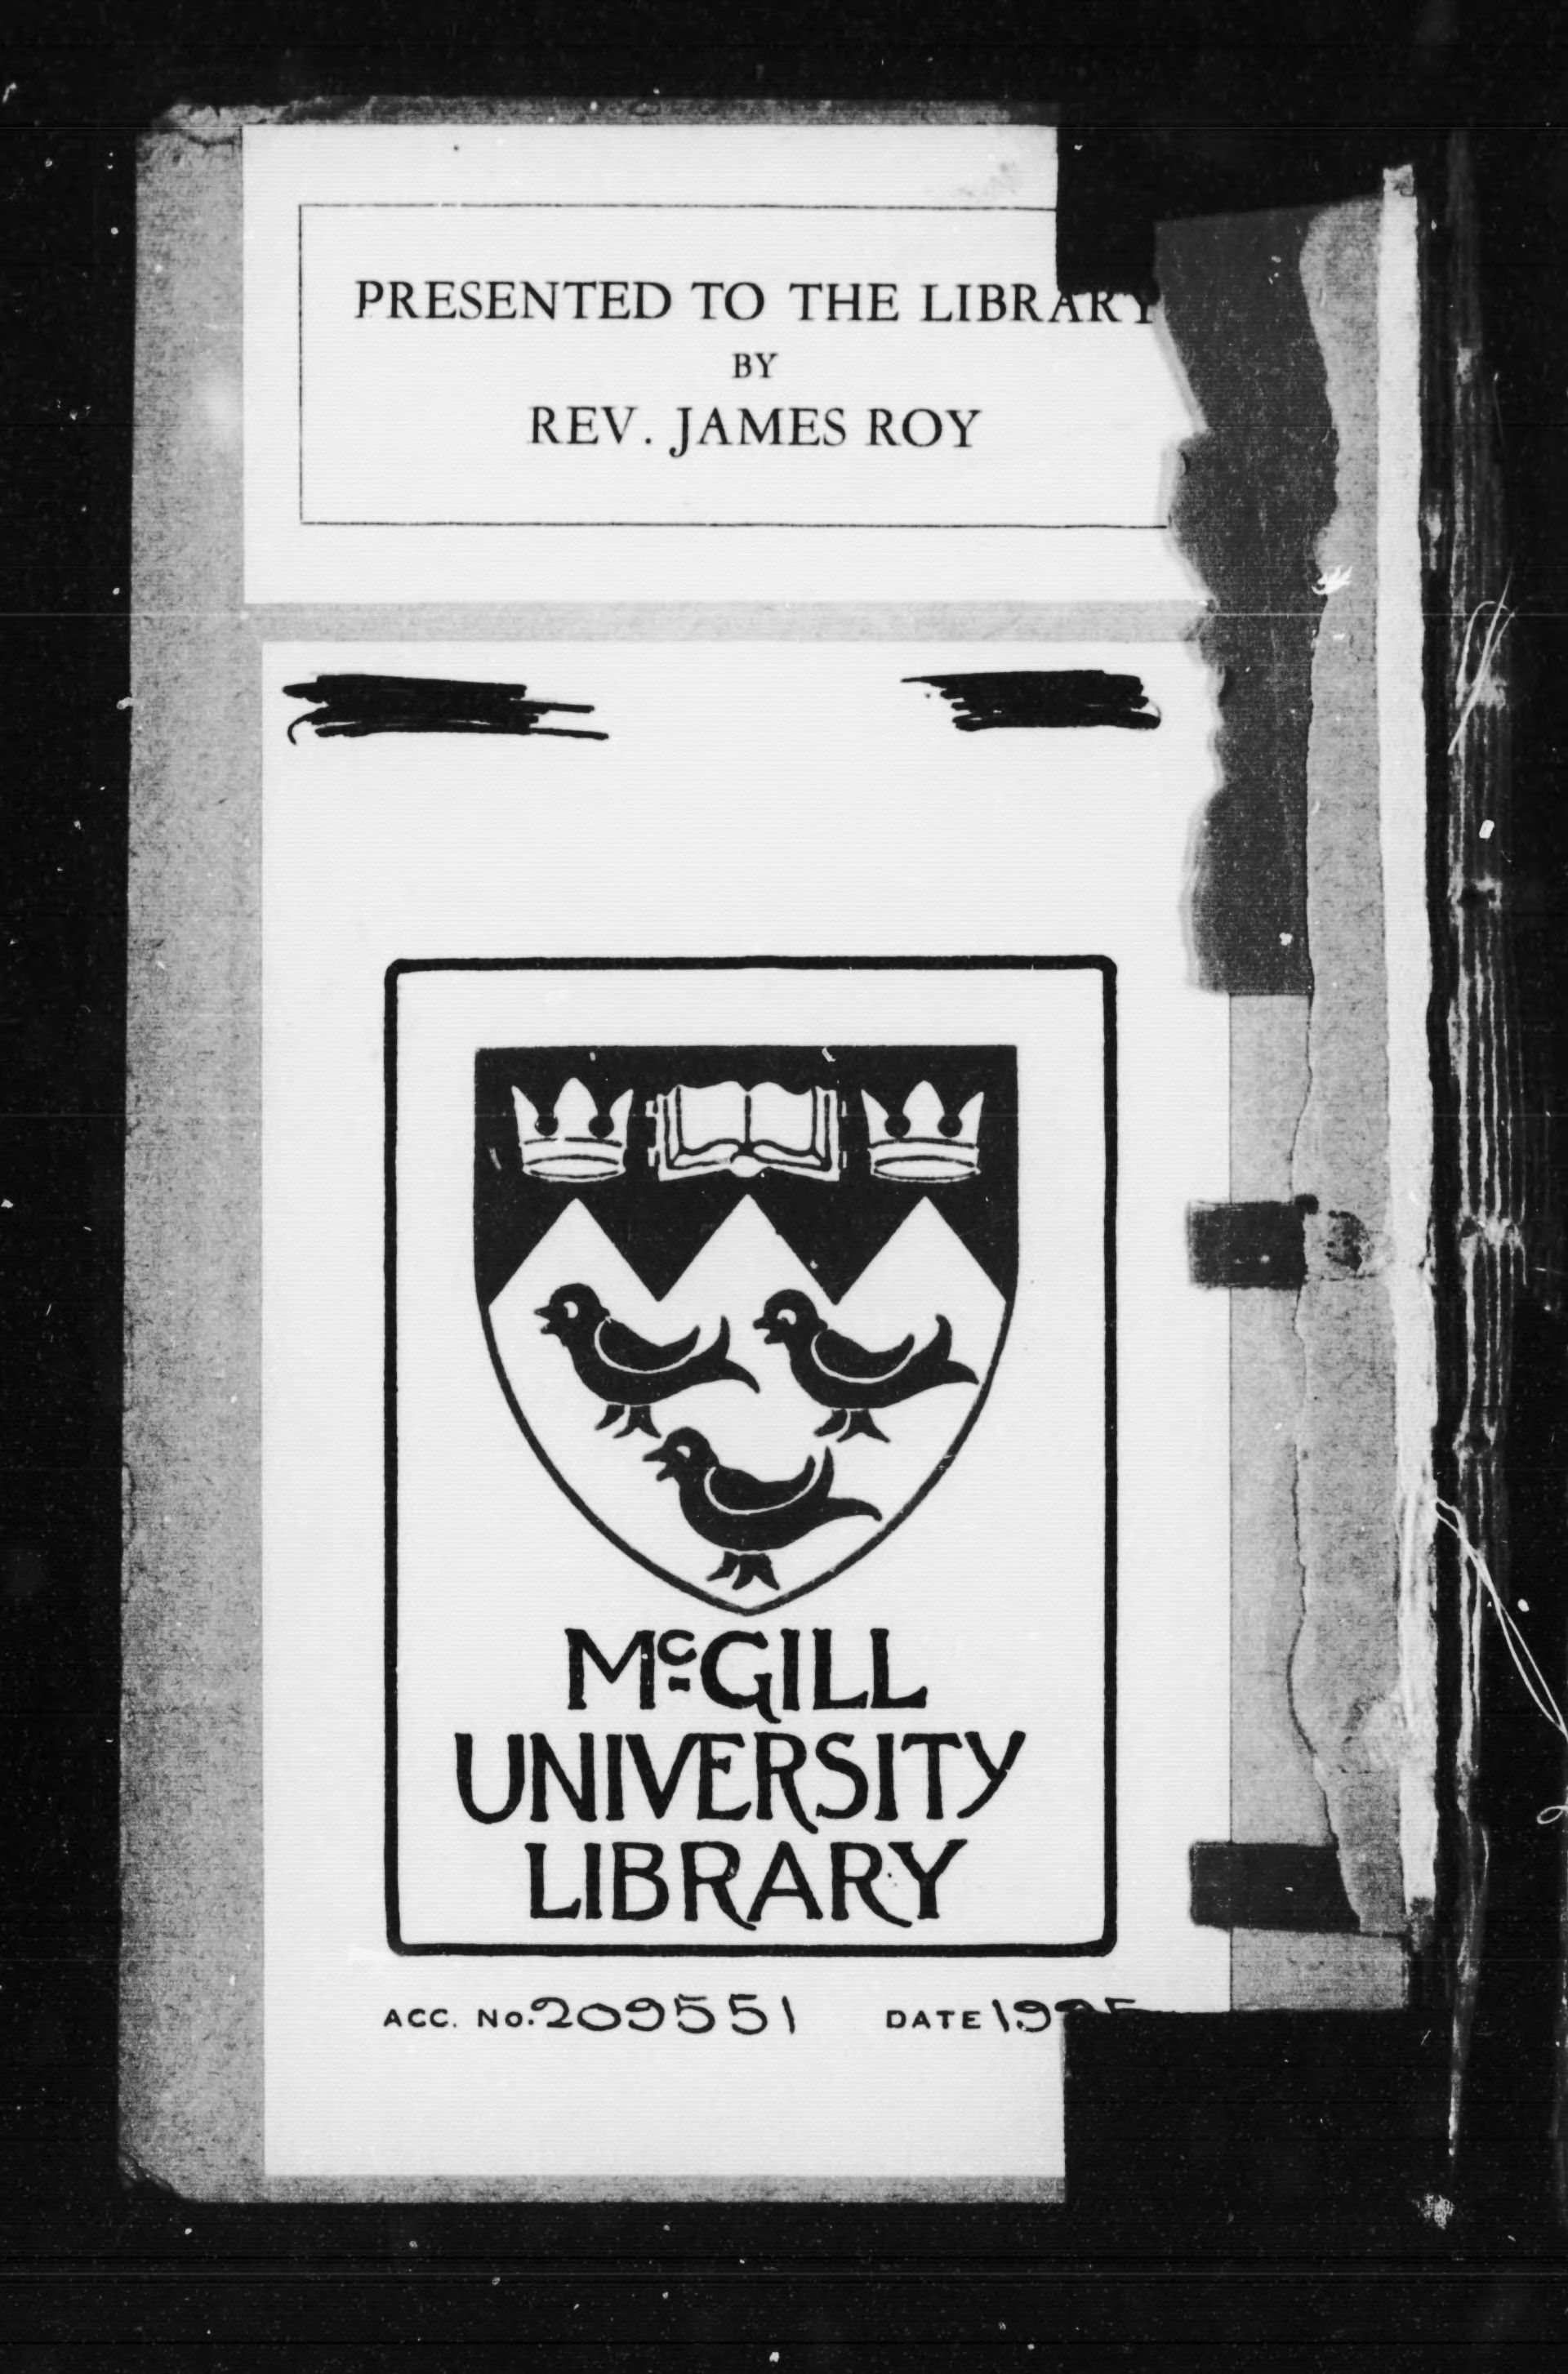 PRESENTED TO THE LIBRARY
BY
REV. JAMES ROY
McGILL
UNIVERSITY
LIBRARY
ACC. No. 209551 DATE